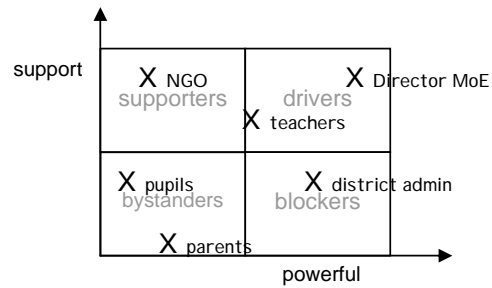 support
X NGO
X Director MoE
supporters
drivers
X teachers
X pupils
X district admin
bystanders
blockers
X parents
powerful